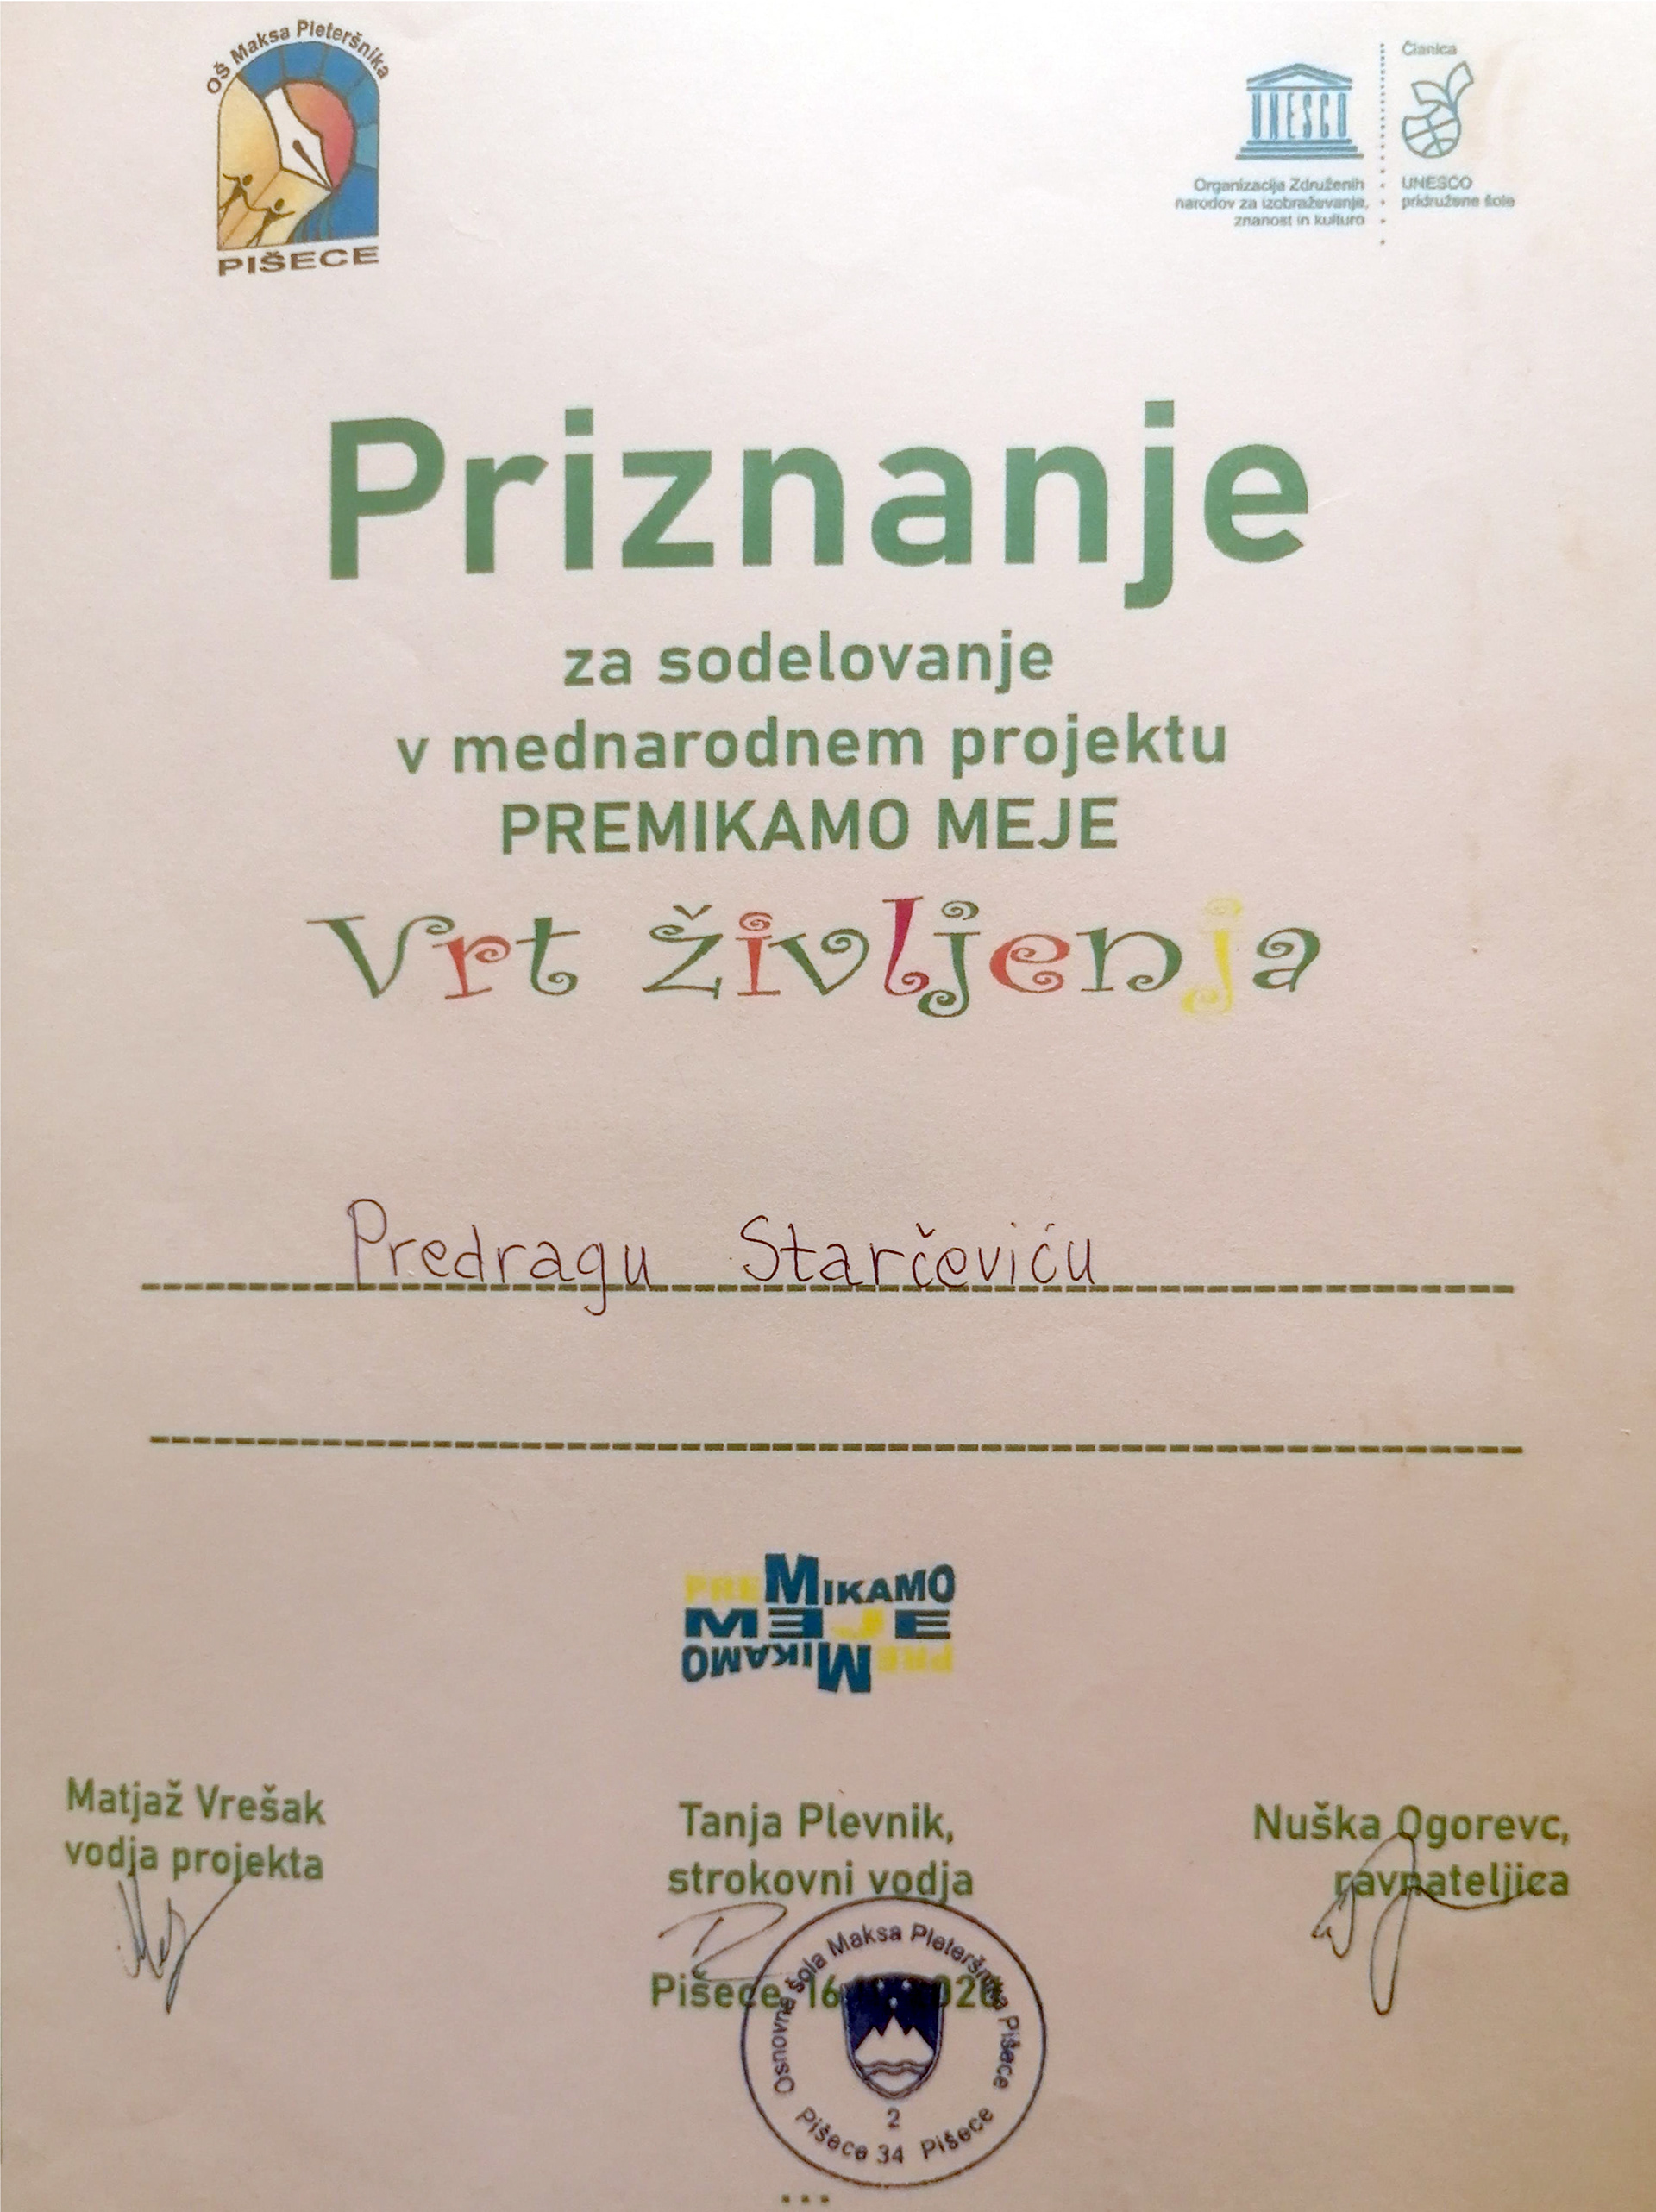 OŠ Maksa Pleteršnika
PIŠECE
UNESCO
Organizacija Združenih
narodov za izobraževanje,
znanost in kulturo
Članica
UNESCO
pridružene šole
Priznanje
za sodelovanje
v mednarodnem projektu
PREMIKAMO MEJE
Vrt življenja
Predragu Starčeviću
PREMIKAMO
MEJE
PREMIKAMO
Matjaž Vrešak
vodja projekta
Tanja Plevnik,
strokovni vodja
Nuška Ogorevc,
ravnateljica
Pišece, 16
Osnovna šola Maksa Pleteršnika Pišece
2
Pišece 34 Pišece